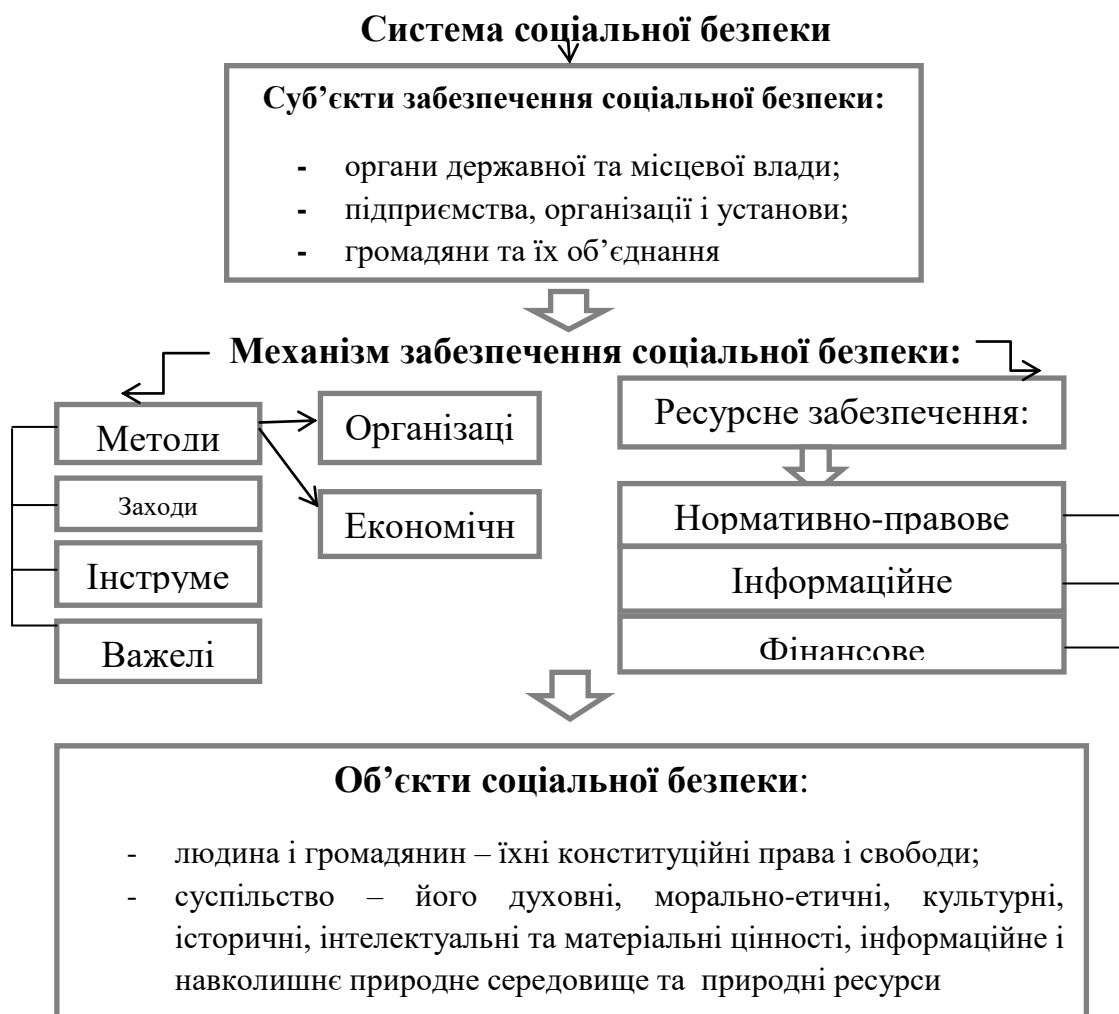 Система соціальної безпеки
Суб’єкти забезпечення соціальної безпеки:
- органи державної та місцевої влади;
- підприємства, організації і установи;
- громадяни та їх об’єднання
Механізм забезпечення соціальної безпеки:
Методи
Заходи
Інструме
Важелі
Організаці
Економічн
Ресурсне забезпечення:
Нормативно-правове
Інформаційне
Фінансове
Об’єкти соціальної безпеки:
- людина і громадянин – їхні конституційні права і свободи;
- суспільство – його духовні, морально-етичні, культурні,
історичні, інтелектуальні та матеріальні цінності, інформаційне і
навколишнє природне середовище та природні ресурси